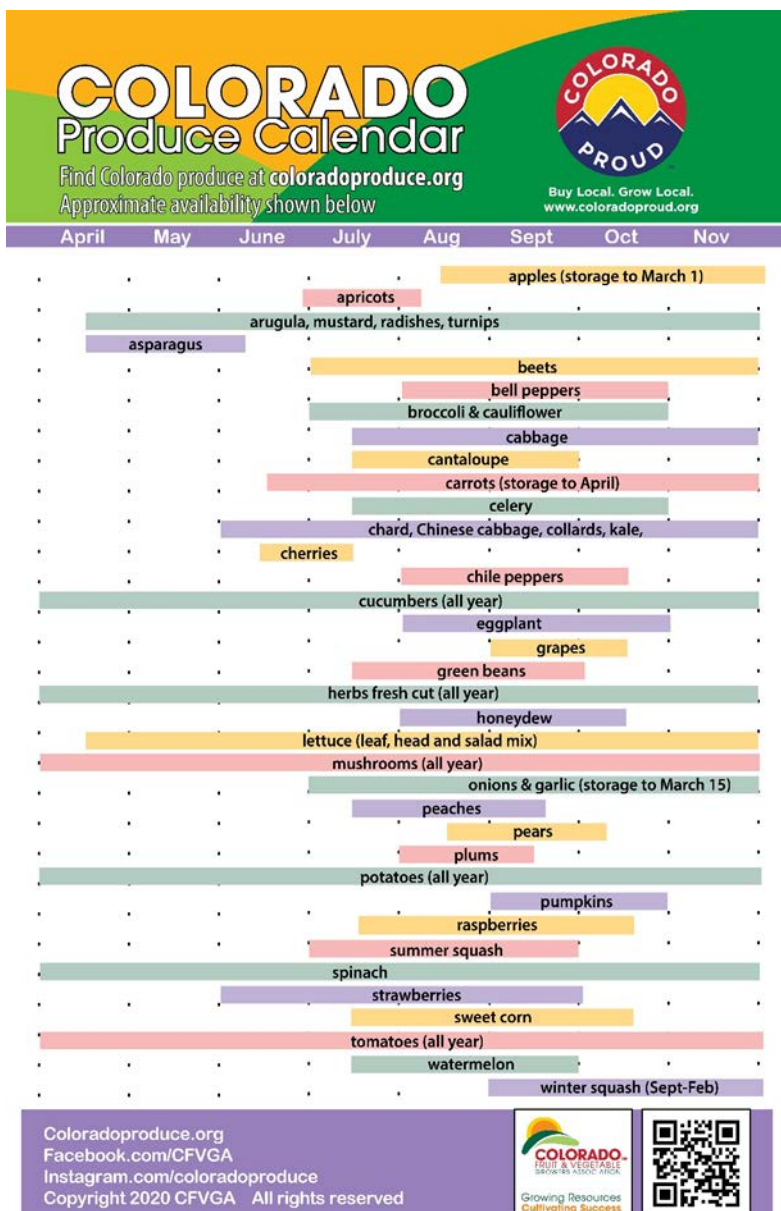 COLORADO
Produce Calendar
Find Colorado produce at coloradoproduce.org
Approximate availability shown below
COLORADO
PROUD
Buy Local. Grow Local.
www.coloradoproud.org
April May June July Aug Sept Oct Nov
apples (storage to March 1)
apricots
arugula, mustard, radishes, turnips
asparagus
beets
bell peppers
broccoli & cauliflower
cabbage
cantaloupe
carrots (storage to April)
celery
chard, Chinese cabbage, collards, kale,
cherries
chile peppers
cucumbers (all year)
eggplant
grapes
green beans
herbs fresh cut (all year)
honeydew
lettuce (leaf, head and salad mix)
mushrooms (all year)
onions & garlic (storage to March 15)
peaches
pears
plums
potatoes (all year)
pumpkins
raspberries
summer squash
spinach
strawberries
sweet corn
tomatoes (all year)
watermelon
winter squash (Sept-Feb)
Coloradoproduce.org
Facebook.com/CFVGA
Instagram.com/coloradoproduce
Copyright 2020 CFVGA All rights reserved
COLORADO
FRUIT & VEGETABLE
GROWERS ASSOCIATION
Growing Resources
Cultivating Success